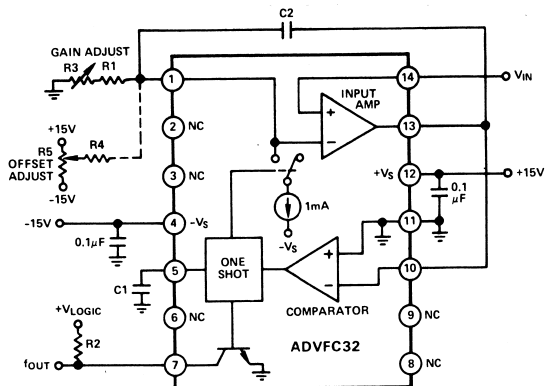 C2
GAIN ADJUST
R3 R1
1
14
VIN
INPUT
AMP
+
−
13
2 NC
+15V
R5
R4
OFFSET
ADJUST
-15V
3 NC
+VS 12
+15V
0.1
µF
1mA
-VS
-15V
4 -VS
0.1µF
11
5
ONE
SHOT
+
−
10
C1
COMPARATOR
6 NC
9 NC
+VLOGIC
R2
ADVFC32
fOUT
7
8 NC